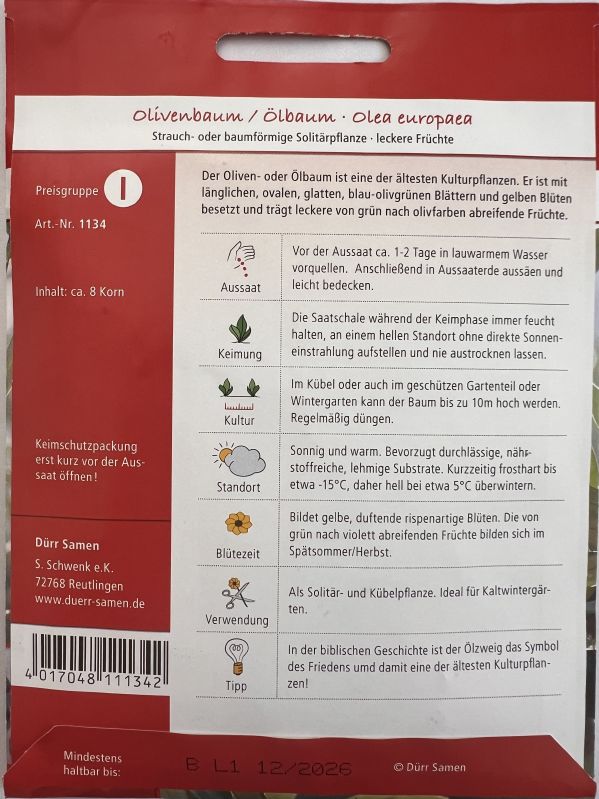 Olivenbaum / Ölbaum · Olea europaea
Strauch- oder baumförmige Solitärpflanze · leckere Früchte
Preisgruppe I
Art.-Nr. 1134
Inhalt: ca. 8 Korn
Keimschutzpackung
erst kurz vor der Aus-
saat öffnen!
Dürr Samen
S. Schwenk e.K.
72768 Reutlingen
www.duerr-samen.de
4 017048 111342
Der Oliven- oder Ölbaum ist eine der ältesten Kulturpflanzen. Er ist mit
länglichen, ovalen, glatten, blau-olivgrünen Blättern und gelben Blüten
besetzt und trägt leckere von grün nach olivfarben abreifende Früchte.
Aussaat
Vor der Aussaat ca. 1-2 Tage in lauwarmem Wasser
vorquellen. Anschließend in Aussaaterde aussäen und
leicht bedecken.
Keimung
Die Saatschale während der Keimphase immer feucht
halten, an einem hellen Standort ohne direkte Sonnen-
einstrahlung aufstellen und nie austrocknen lassen.
Kultur
Im Kübel oder auch im geschützen Gartenteil oder
Wintergarten kann der Baum bis zu 10m hoch werden.
Regelmäßig düngen.
Standort
Sonnig und warm. Bevorzugt durchlässige, nähr-
stoffreiche, lehmige Substrate. Kurzzeitig frosthart bis
etwa -15°C, daher hell bei etwa 5°C überwintern.
Blütezeit
Bildet gelbe, duftende rispenartige Blüten. Die von
grün nach violett abreifenden Früchte bilden sich im
Spätsommer/Herbst.
Verwendung
Als Solitär- und Kübelpflanze. Ideal für Kaltwintergär-
ten.
Tipp
In der biblischen Geschichte ist der Ölzweig das Symbol
des Friedens umd damit eine der ältesten Kulturpflan-
zen!
Mindestens
haltbar bis:
B L1 12/2026
© Dürr Samen